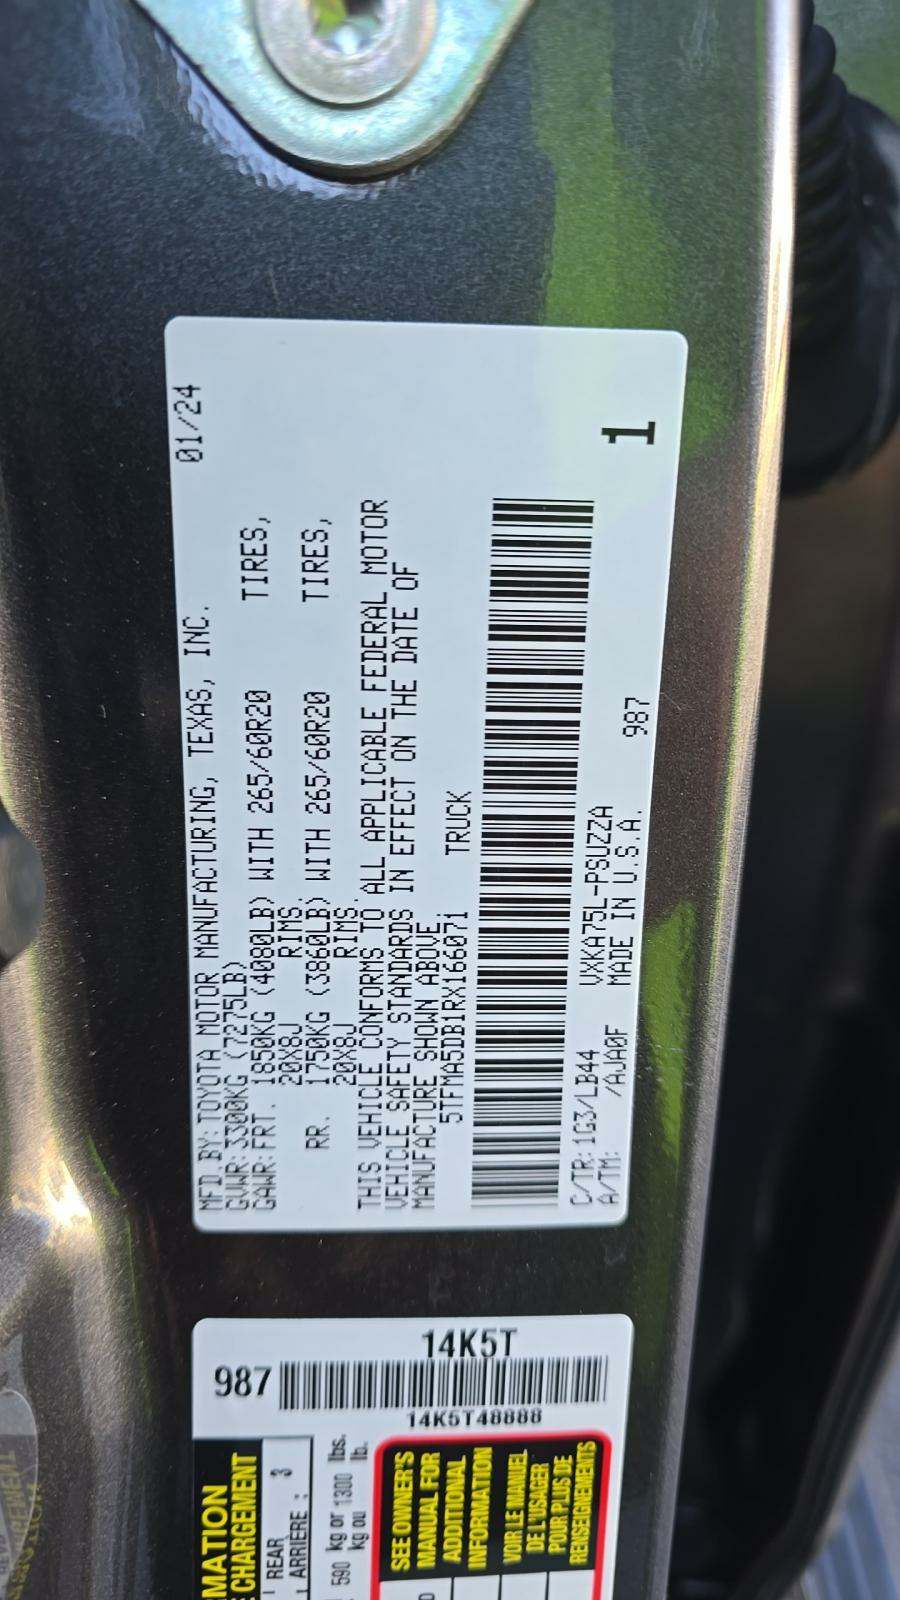 MFD.BY: TOYOTA MOTOR MANUFACTURING, TEXAS, INC. 01/24
GVWR: 3300KG (7275LB)
GAWR: FRT. 1850KG (4080LB) WITH 265/60R20 TIRES,
20X8J RIMS,
RR. 1750KG (3860LB) WITH 265/60R20 TIRES,
20X8J RIMS.
THIS VEHICLE CONFORMS TO ALL APPLICABLE FEDERAL MOTOR
VEHICLE SAFETY STANDARDS IN EFFECT ON THE DATE OF
MANUFACTURE SHOWN ABOVE.
5TFMA5DB1RX166071 TRUCK
C/TR: 1G3/LB44 VXKA75L-PSUZZA
A/TM: /AJA0F MADE IN U.S.A. 987
1
987
14K5T
14K5T48888
MATION
CHARGEMENT
REAR
ARRIÈRE : 3
590 kg or 1300 lbs.
kg ou lb.
SEE OWNER'S
MANUAL FOR
ADDITIONAL
INFORMATION
VOIR LE MANUEL
DE L'USAGER
POUR PLUS DE
RENSEIGNEMENTS